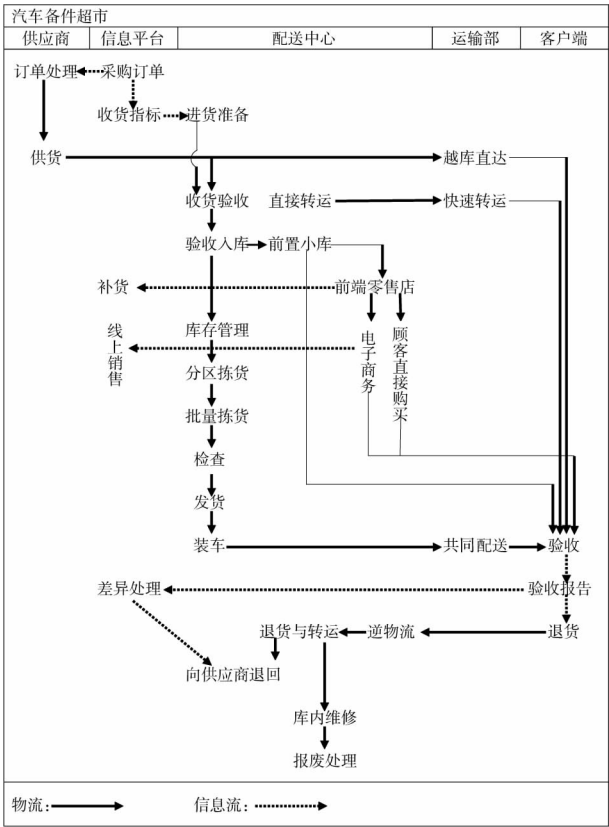 汽车备件超市
供应商 信息平台 配送中心 运输部 客户端
订单处理 采购订单
收货指标 进货准备
供货 越库直达
收货验收 直接转运 快速转运
验收入库 前置小库
补货 前端零售店
线上销售
库存管理
电子商务
顾客直接购买
分区拣货
批量拣货
检查
发货
装车 共同配送 验收
差异处理 验收报告
退货与转运 逆物流 退货
向供应商退回
库内维修
报废处理
物流: 信息流: